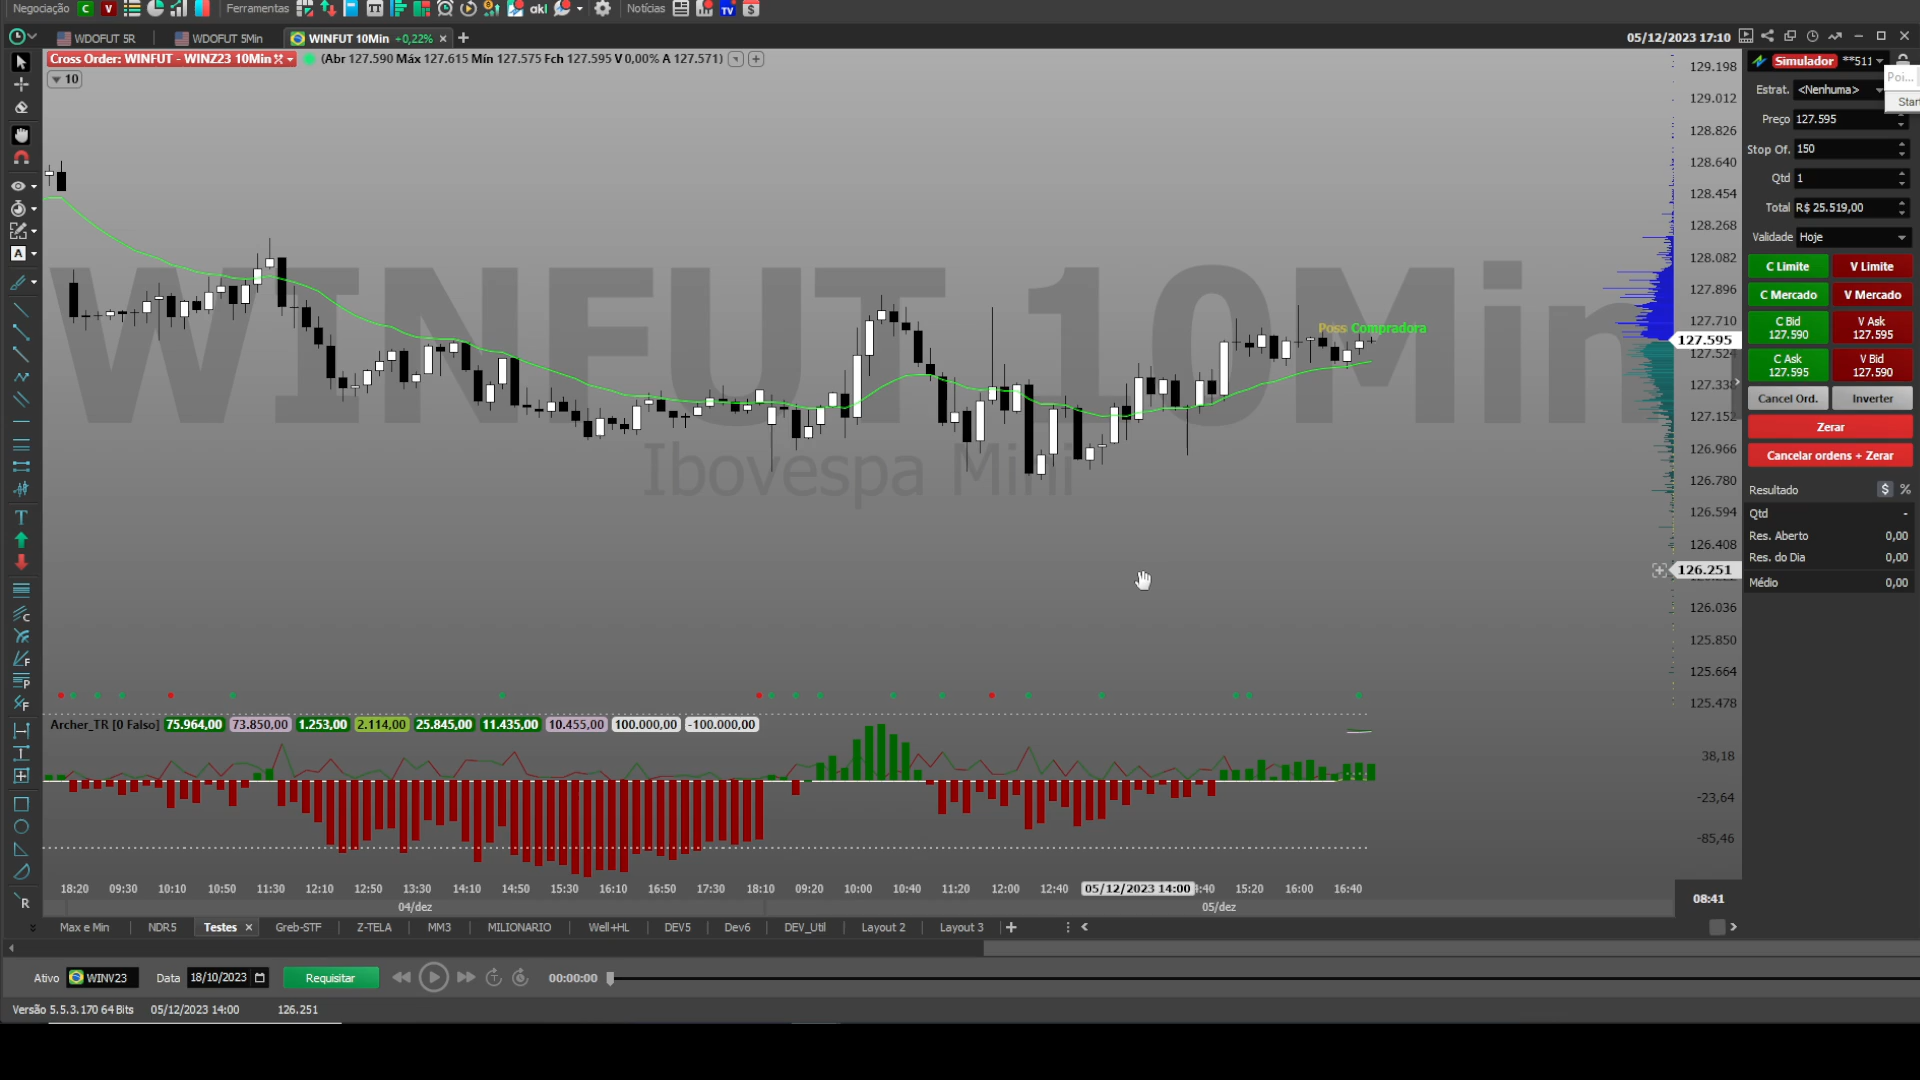 Negociação C V Ferramentas TT akl Notícias TV $
WDOFUT 5R WDOFUT 5Min WINFUT 10Min +0,22% × + 05/12/2023 17:10
Cross Order: WINFUT - WINZ23 10Min (Abr 127.590 Máx 127.615 Mín 127.575 Fch 127.595 V 0,00% A 127.571)
10
Simulador **511
Poi...
Start
Estrat. <Nenhuma>
Preço 127.595
Stop Of. 150
Qtd 1
Total R$ 25.519,00
Validade Hoje
C Limite V Limite
C Mercado V Mercado
C Bid 127.590 V Ask 127.595
C Ask 127.595 V Bid 127.590
Cancel Ord. Inverter
Zerar
Cancelar ordens + Zerar
Resultado $ %
Qtd -
Res. Aberto 0,00
Res. do Dia 0,00
Médio 0,00
129.198
129.012
128.826
128.640
128.454
128.268
128.082
127.896
127.710
127.595
127.524
127.338
127.152
126.966
126.780
126.594
126.408
126.251
126.036
125.850
125.664
125.478
WINFUT 10Min
Ibovespa Mini
Poss Compradora
Archer_TR [0 Falso] 75.964,00 73.850,00 1.253,00 2.114,00 25.845,00 11.435,00 10.455,00 100.000,00 -100.000,00
38,18
-23,64
-85,46
18:20 09:30 10:10 10:50 11:30 12:10 12:50 13:30 14:10 14:50 15:30 16:10 16:50 17:30 18:10 09:20 10:00 10:40 11:20 12:00 12:40 05/12/2023 14:00 :40 15:20 16:00 16:40
08:41
04/dez 05/dez
Max e Min NDR5 Testes × Greb-STF Z-TELA MM3 MILIONARIO Well+HL DEV5 Dev6 DEV_Util Layout 2 Layout 3 +
Ativo WINV23 Data 18/10/2023 Requisitar 00:00:00
Versão 5.5.3.170 64 Bits 05/12/2023 14:00 126.251